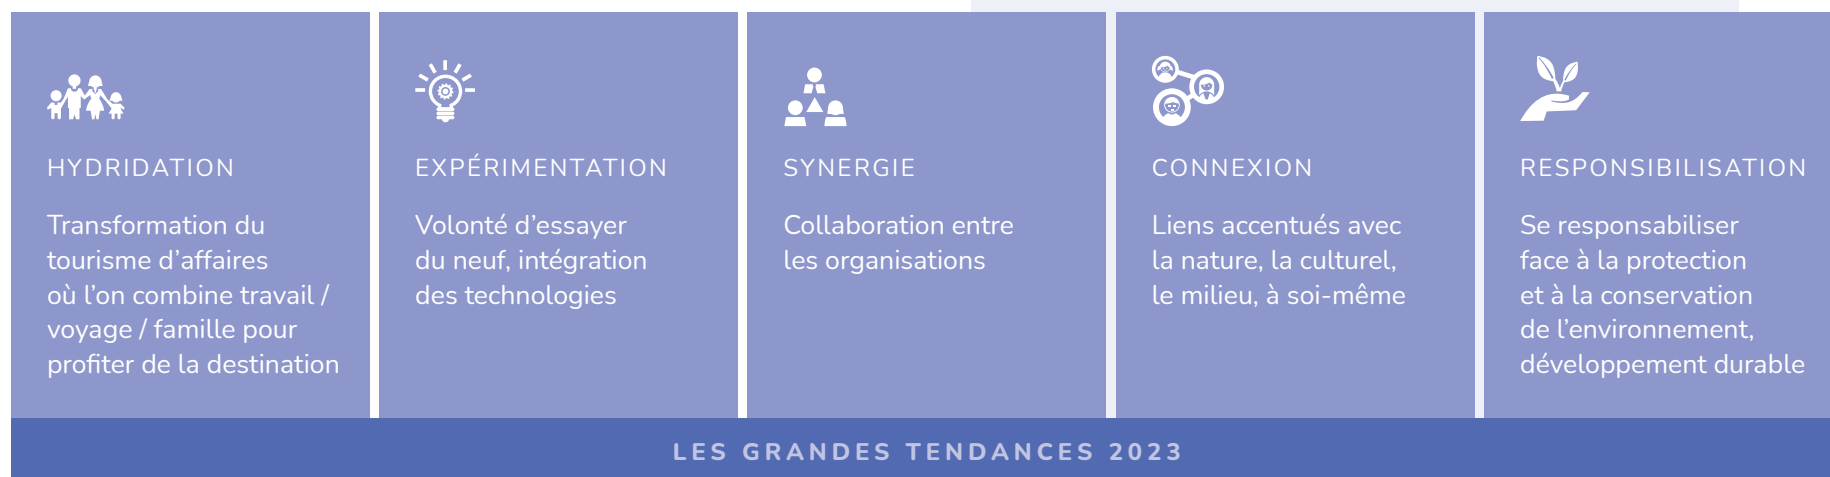 HYDRIDATION
Transformation du
tourisme d’affaires
où l’on combine travail /
voyage / famille pour
profiter de la destination
EXPÉRIMENTATION
Volonté d’essayer
du neuf, intégration
des technologies
SYNERGIE
Collaboration entre
les organisations
CONNEXION
Liens accentués avec
la nature, la culturel,
le milieu, à soi-même
RESPONSIBILISATION
Se responsabiliser
face à la protection
et à la conservation
de l’environnement,
développement durable
LES GRANDES TENDANCES 2023